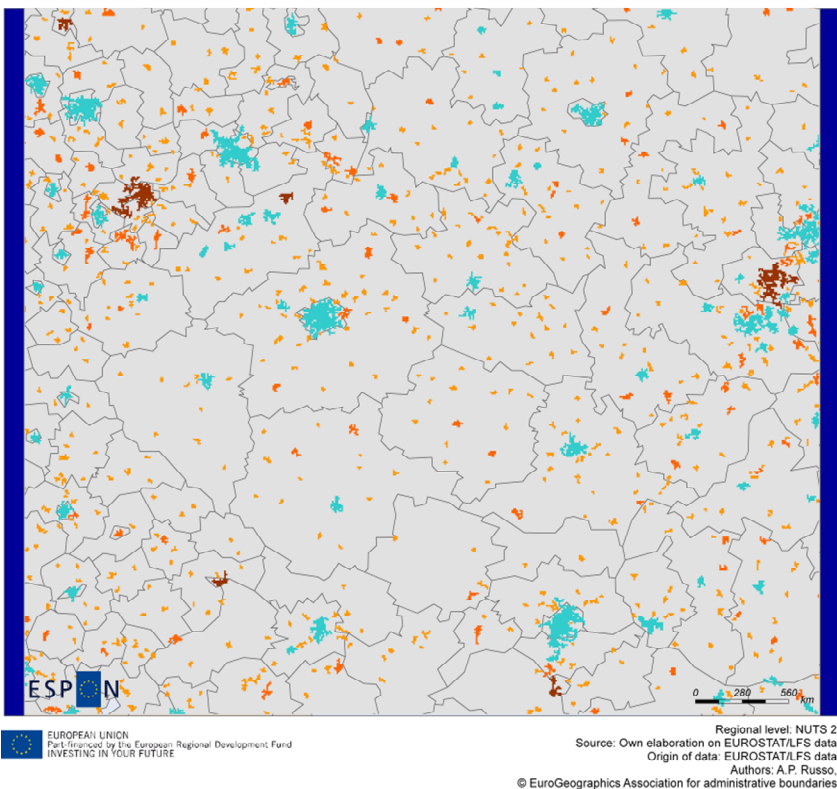 ESPON
0 280 560
km
EUROPEAN UNION
Part-financed by the European Regional Development Fund
INVESTING IN YOUR FUTURE
Regional level: NUTS 2
Source: Own elaboration on EUROSTAT/LFS data
Origin of data: EUROSTAT/LFS data
Authors: A.P. Russo,
© EuroGeographics Association for administrative boundaries